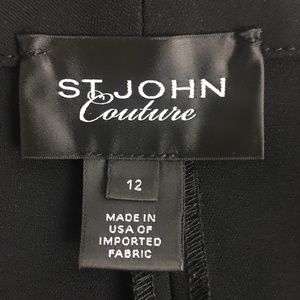 ST. JOHN
Couture
12
MADE IN
USA OF
IMPORTED
FABRIC